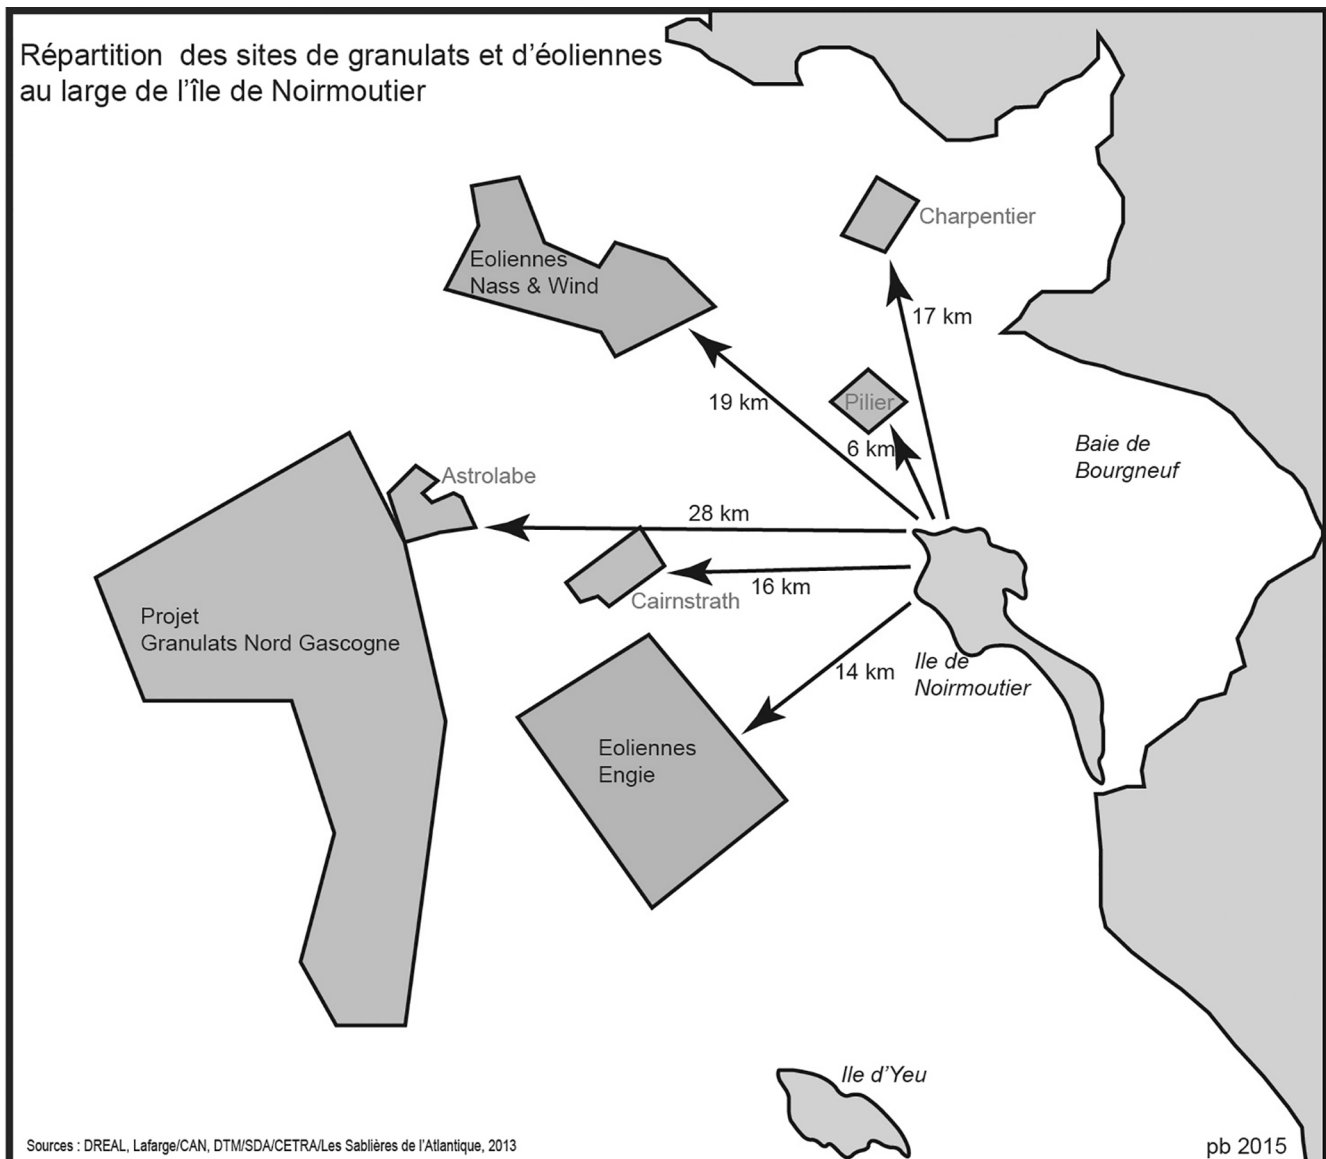 Répartition  des sites de granulats et d’éoliennes
au large de l’île de Noirmoutier
Charpentier
Eoliennes
Nass & Wind
17 km
19 km
Pilier
6 km
Baie de
Bourgneuf
Astrolabe
28 km
16 km
Cairnstrath
Projet
Granulats Nord Gascogne
14 km
Ile de
Noirmoutier
Eoliennes
Engie
Ile d’Yeu
Sources : DREAL, Lafarge/CAN, DTM/SDA/CETRA/Les Sablières de l’Atlantique, 2013
pb 2015